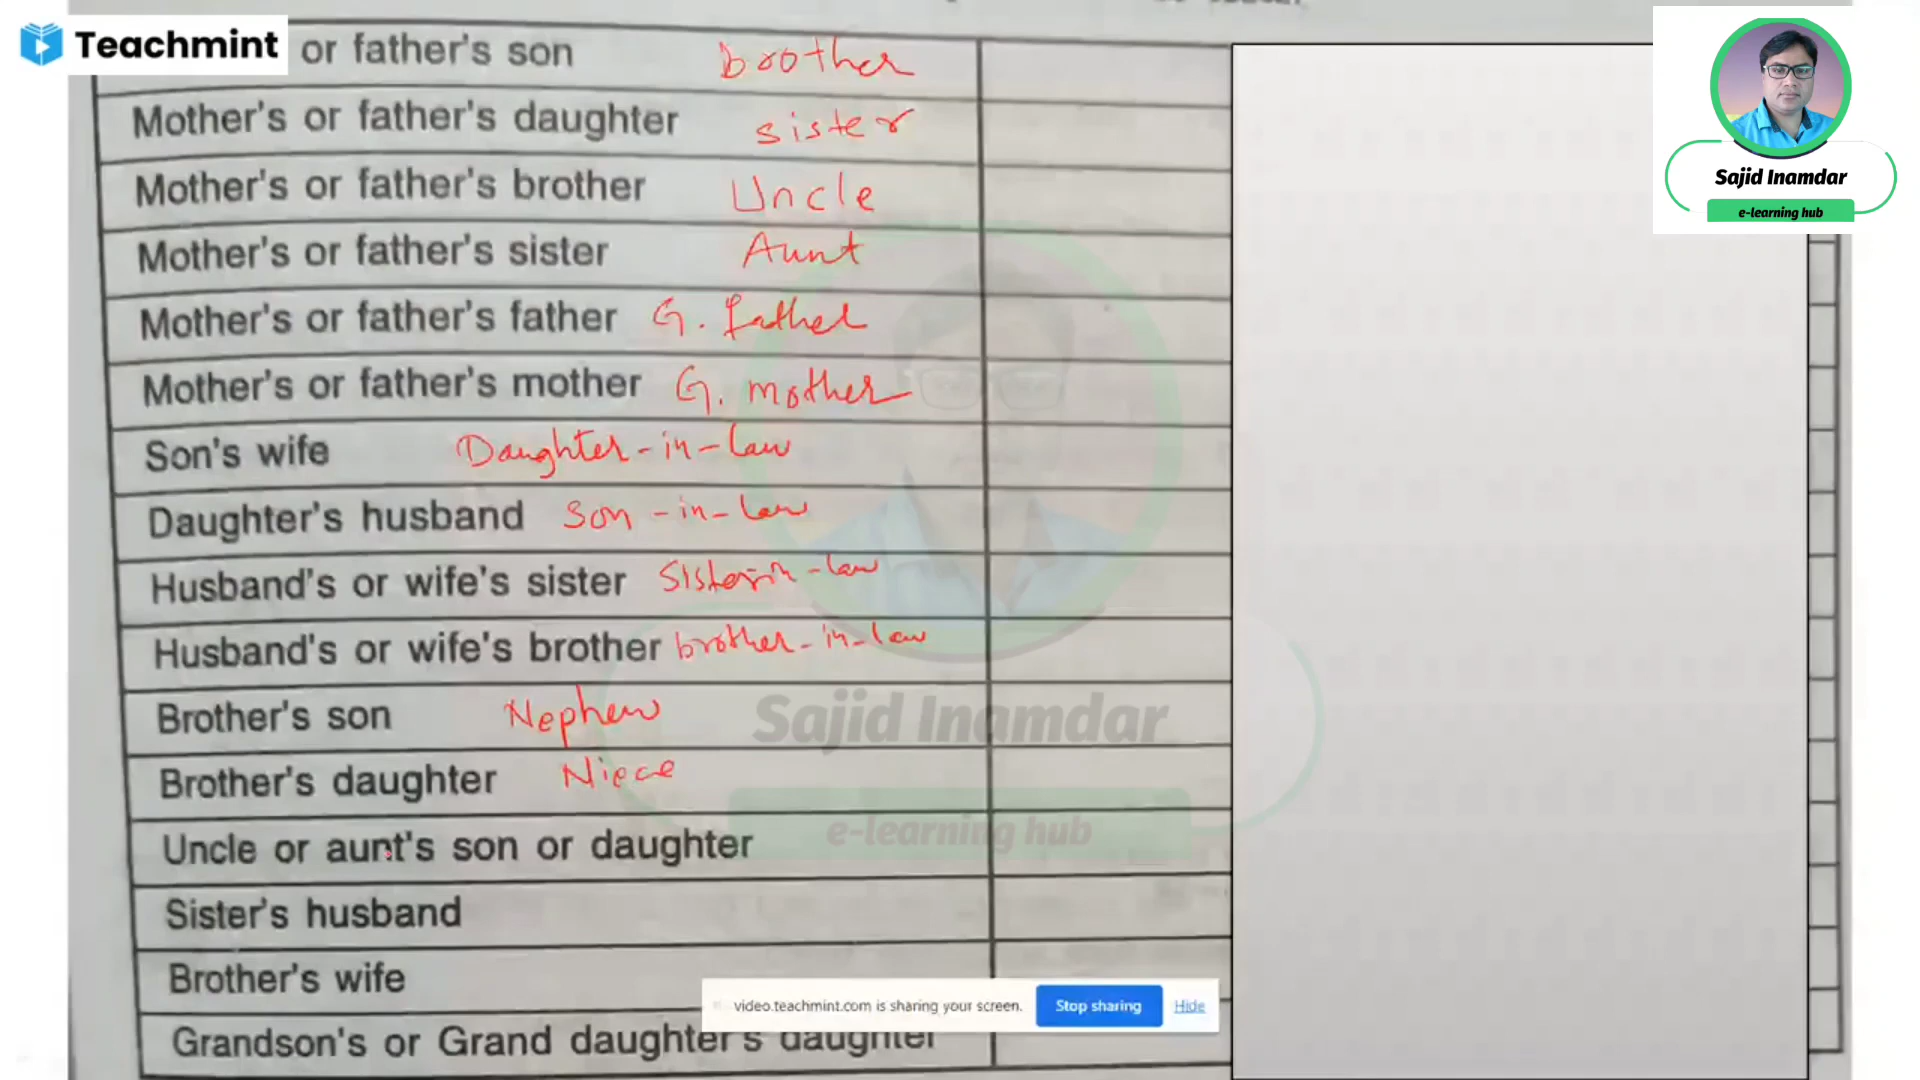 Teachmint
or father's son brother
Mother's or father's daughter sister
Mother's or father's brother Uncle
Mother's or father's sister Aunt
Mother's or father's father G. father
Mother's or father's mother G. mother
Son's wife Daughter-in-law
Daughter's husband Son-in-law
Husband's or wife's sister Sister-in-law
Husband's or wife's brother brother-in-law
Brother's son Nephew
Brother's daughter Niece
Uncle or aunt's son or daughter
Sister's husband
Brother's wife
Grandson's or Grand daughter's daughter
Sajid Inamdar
e-learning hub
Sajid Inamdar
e-learning hub
video.teachmint.com is sharing your screen.
Stop sharing
Hide